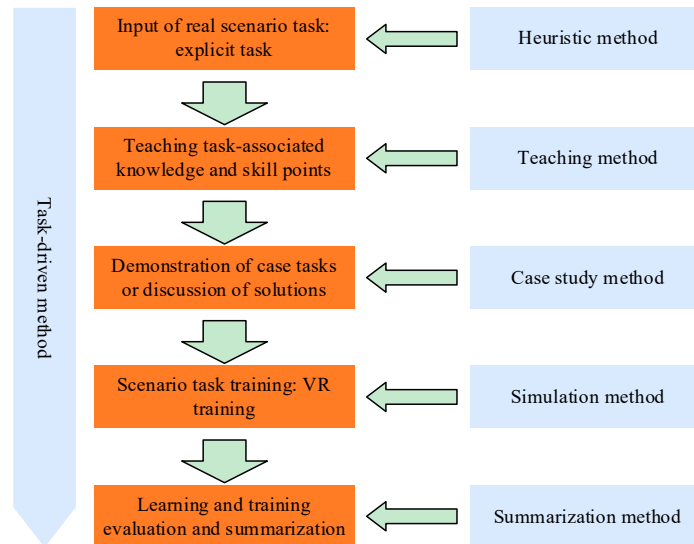 Input of real scenario task:
explicit task
Heuristic method
Teaching task-associated
knowledge and skill points
Teaching method
Task-driven method
Demonstration of case tasks
or discussion of solutions
Case study method
Scenario task training: VR
training
Simulation method
Learning and training
evaluation and summarization
Summarization method